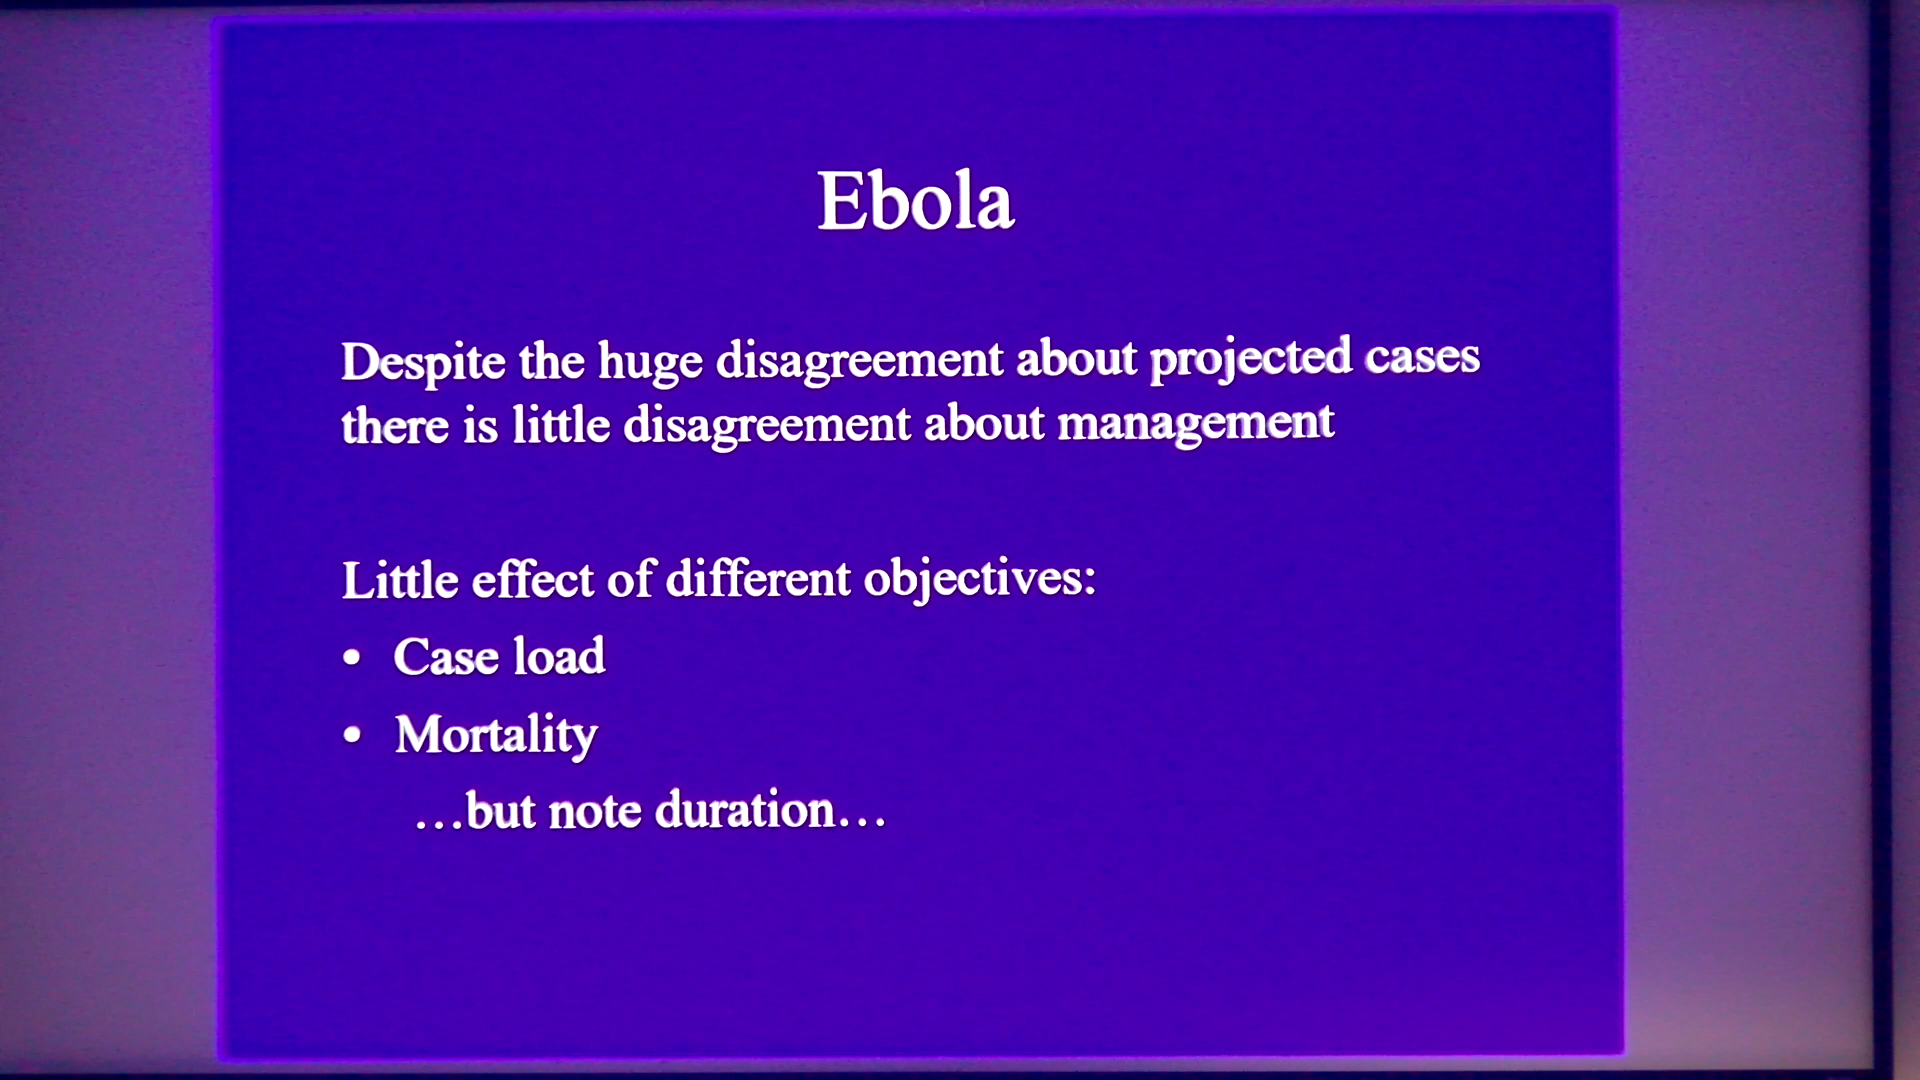 Ebola
Despite the huge disagreement about projected cases
there is little disagreement about management
Little effect of different objectives:
• Case load
• Mortality
…but note duration…